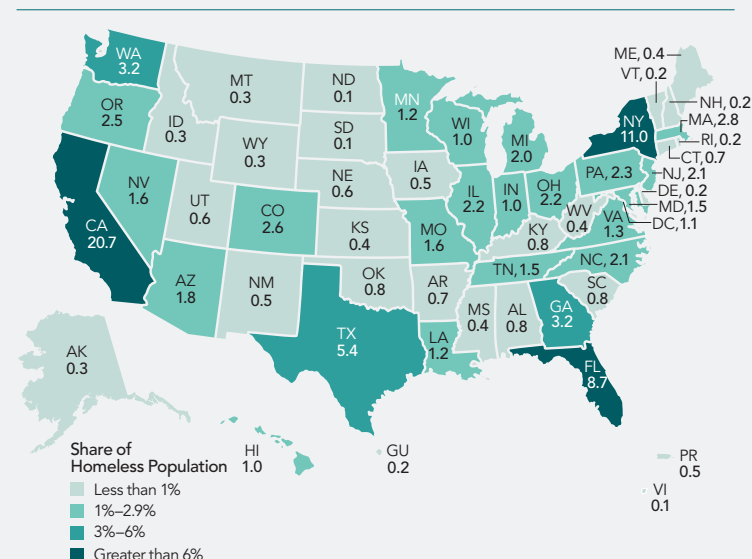 WA
3.2
OR
2.5
CA
20.7
NV
1.6
ID
0.3
MT
0.3
WY
0.3
UT
0.6
AZ
1.8
CO
2.6
NM
0.5
ND
0.1
SD
0.1
NE
0.6
KS
0.4
OK
0.8
TX
5.4
MN
1.2
IA
0.5
MO
1.6
AR
0.7
LA
1.2
WI
1.0
IL
2.2
MI
2.0
IN
1.0
OH
2.2
KY
0.8
TN, 1.5
MS
0.4
AL
0.8
GA
3.2
FL
8.7
SC
0.8
NC, 2.1
VA
1.3
WV
0.4
PA, 2.3
NY
11.0
ME, 0.4
VT, 0.2
NH, 0.2
MA, 2.8
RI, 0.2
CT, 0.7
NJ, 2.1
DE, 0.2
MD, 1.5
DC, 1.1
AK
0.3
HI
1.0
GU
0.2
PR
0.5
VI
0.1
Share of
Homeless Population
Less than 1%
1%–2.9%
3%–6%
Greater than 6%